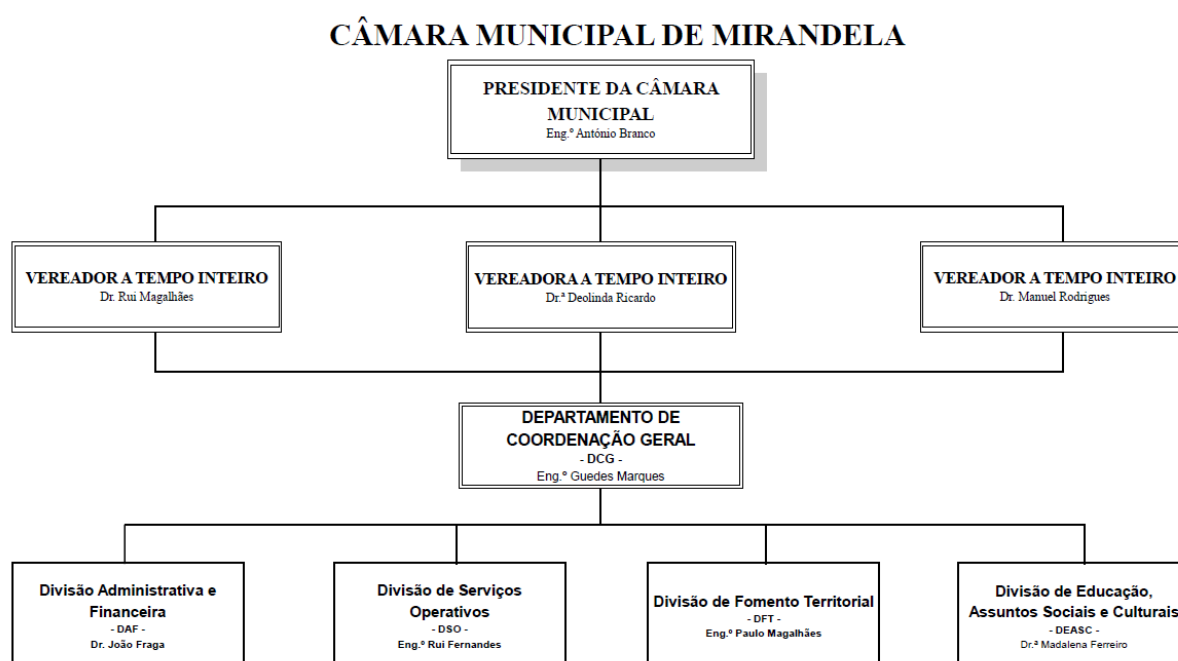 CÂMARA MUNICIPAL DE MIRANDELA
PRESIDENTE DA CÂMARA
MUNICIPAL
Eng.º António Branco
VEREADOR A TEMPO INTEIRO
Dr. Rui Magalhães
VEREADORA A TEMPO INTEIRO
Dr.ª Deolinda Ricardo
VEREADOR A TEMPO INTEIRO
Dr. Manuel Rodrigues
DEPARTAMENTO DE
COORDENAÇÃO GERAL
- DCG -
Eng.º Guedes Marques
Divisão Administrativa e
Financeira
- DAF -
Dr. João Fraga
Divisão de Serviços
Operativos
- DSO -
Eng.º Rui Fernandes
Divisão de Fomento Territorial
- DFT -
Eng.º Paulo Magalhães
Divisão de Educação,
Assuntos Sociais e Culturais
- DEASC -
Dr.ª Madalena Ferreiro